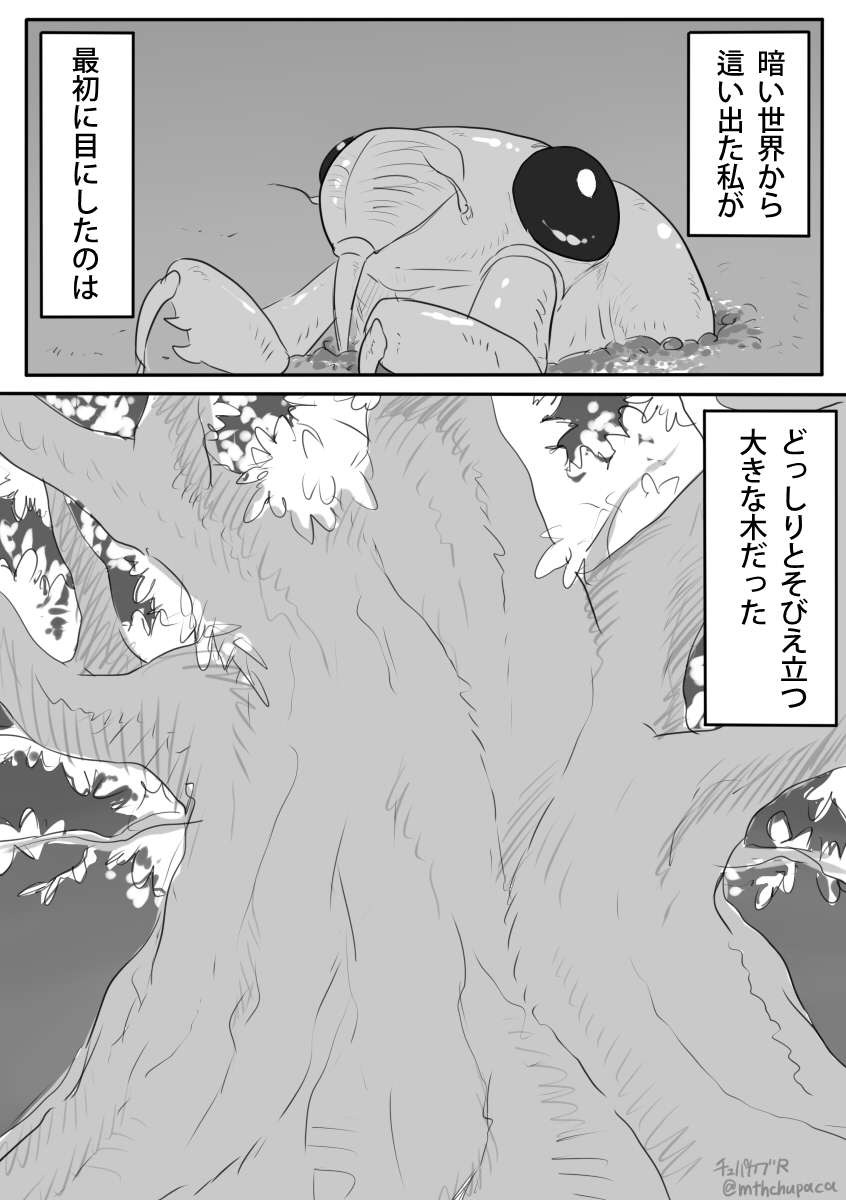 暗い世界から
這い出た私が
最初に目にしたのは
どっしりとそびえ立つ
大きな木だった
チュパカブR
@mthchupaca